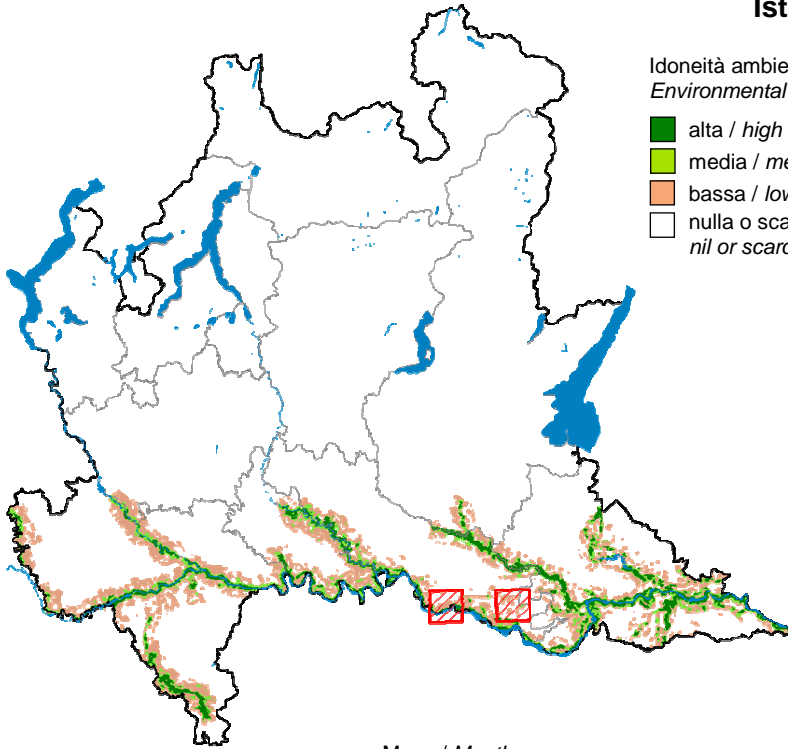 Ist
Idoneità ambie
Environmental
alta / high
media / me
bassa / low
nulla o sca
nil or scarc